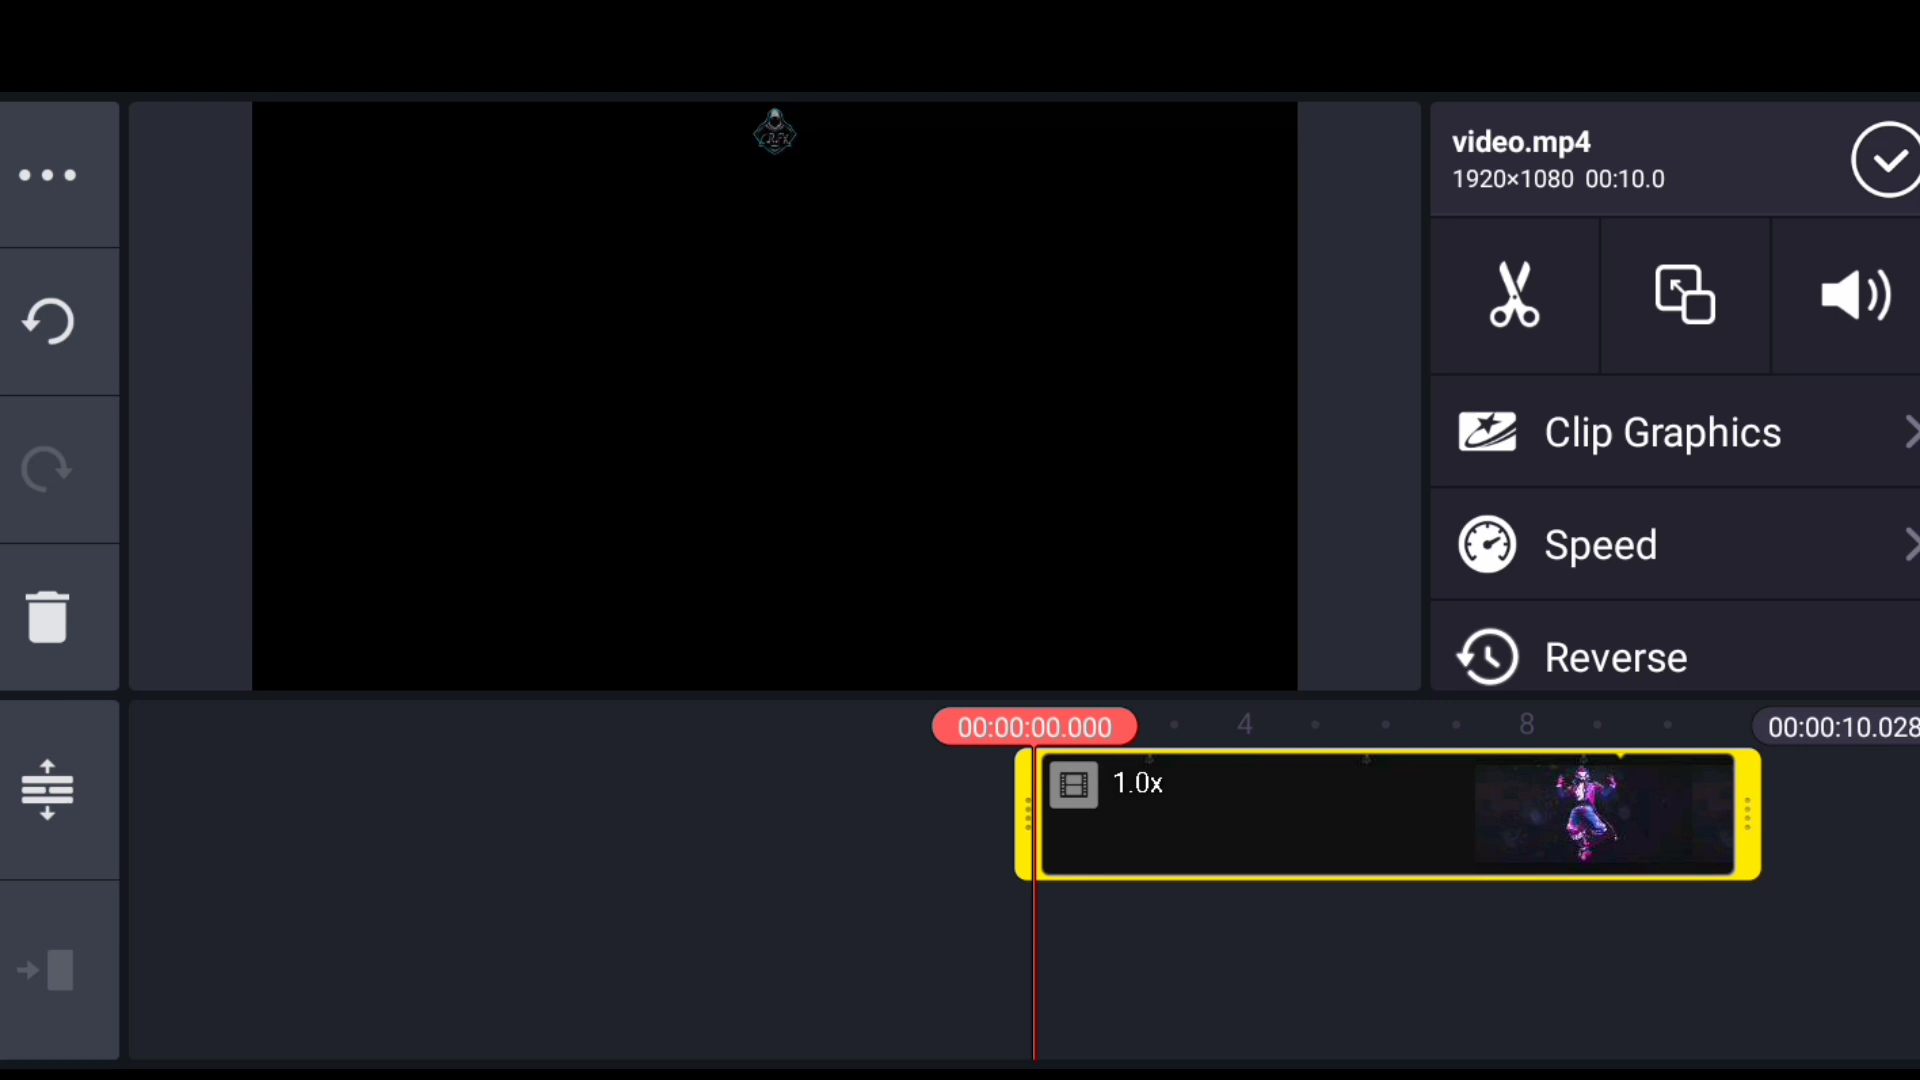 video.mp4
1920×1080 00:10.0
Clip Graphics
Speed
Reverse
00:00:00.000
4
8
00:00:10.028
1.0x